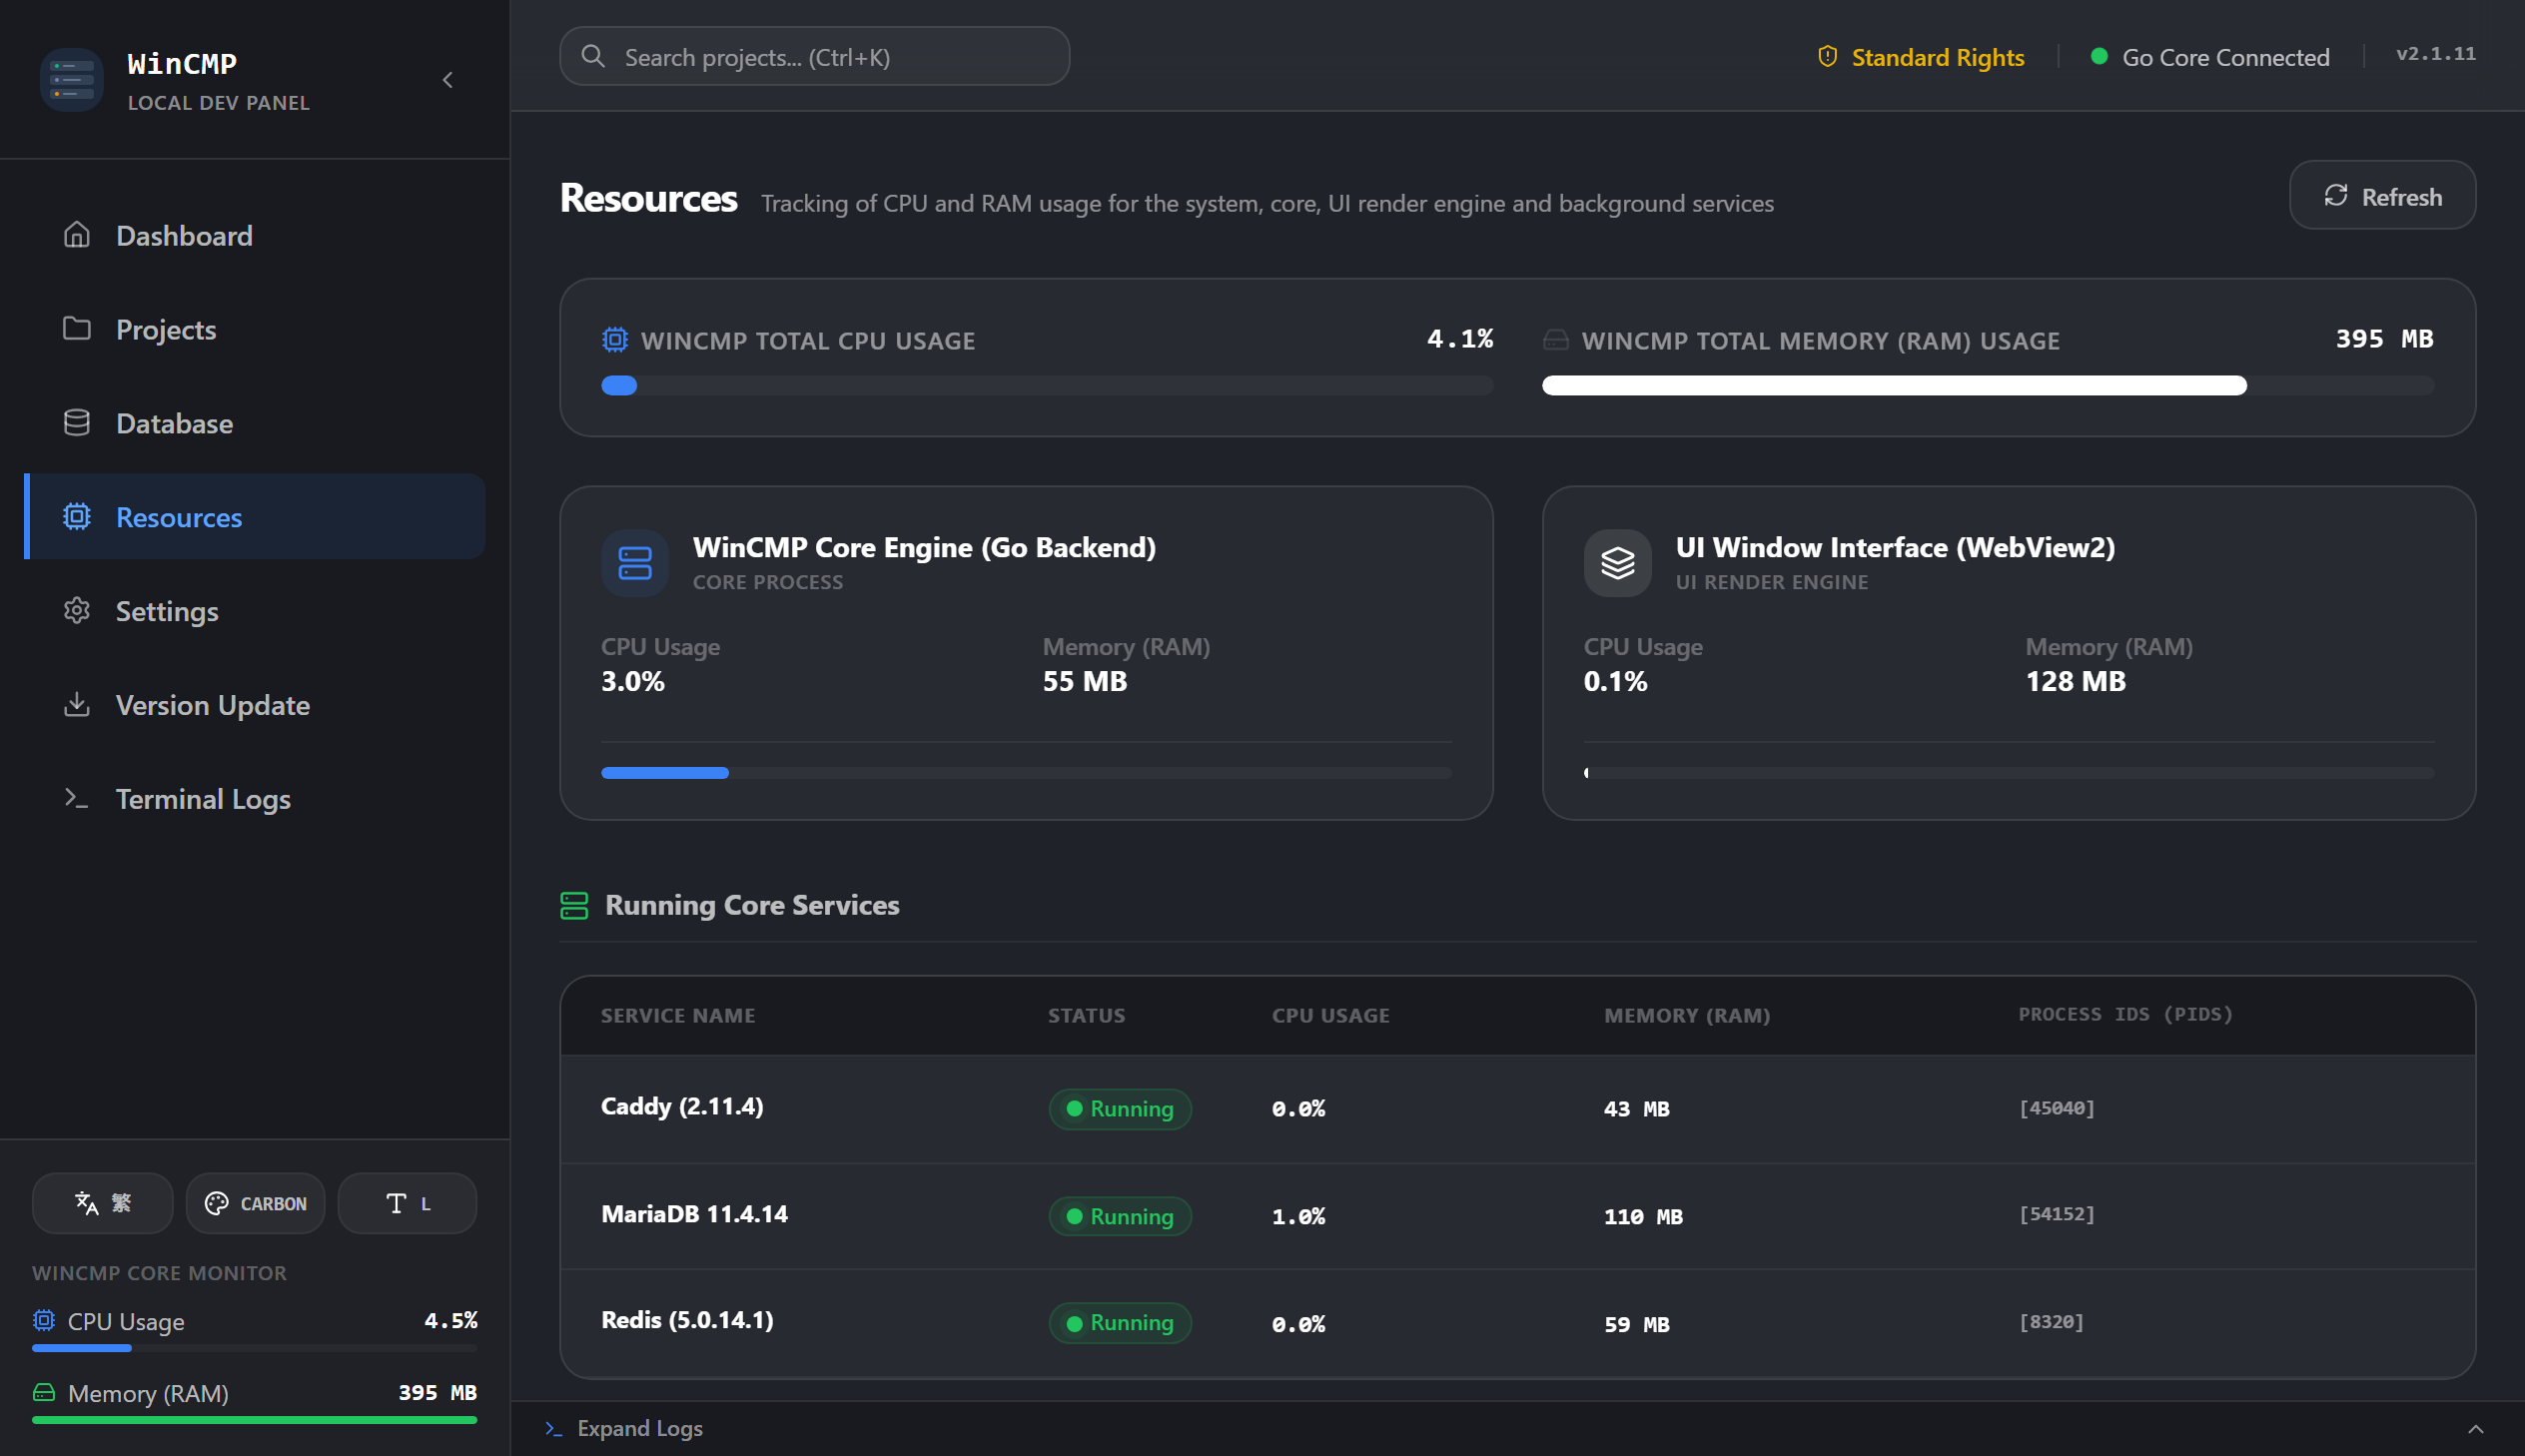 WinCMP
LOCAL DEV PANEL
Dashboard
Projects
Database
Resources
Settings
Version Update
Terminal Logs
繁
CARBON
L
WINCMP CORE MONITOR
CPU Usage 4.5%
Memory (RAM) 395 MB
Search projects... (Ctrl+K)
Standard Rights
Go Core Connected
v2.1.11
Resources Tracking of CPU and RAM usage for the system, core, UI render engine and background services
Refresh
WINCMP TOTAL CPU USAGE 4.1%
WINCMP TOTAL MEMORY (RAM) USAGE 395 MB
WinCMP Core Engine (Go Backend)
CORE PROCESS
CPU Usage Memory (RAM)
3.0% 55 MB
UI Window Interface (WebView2)
UI RENDER ENGINE
CPU Usage Memory (RAM)
0.1% 128 MB
Running Core Services
SERVICE NAME STATUS CPU USAGE MEMORY (RAM) PROCESS IDS (PIDS)
Caddy (2.11.4) Running 0.0% 43 MB [45040]
MariaDB 11.4.14 Running 1.0% 110 MB [54152]
Redis (5.0.14.1) Running 0.0% 59 MB [8320]
Expand Logs